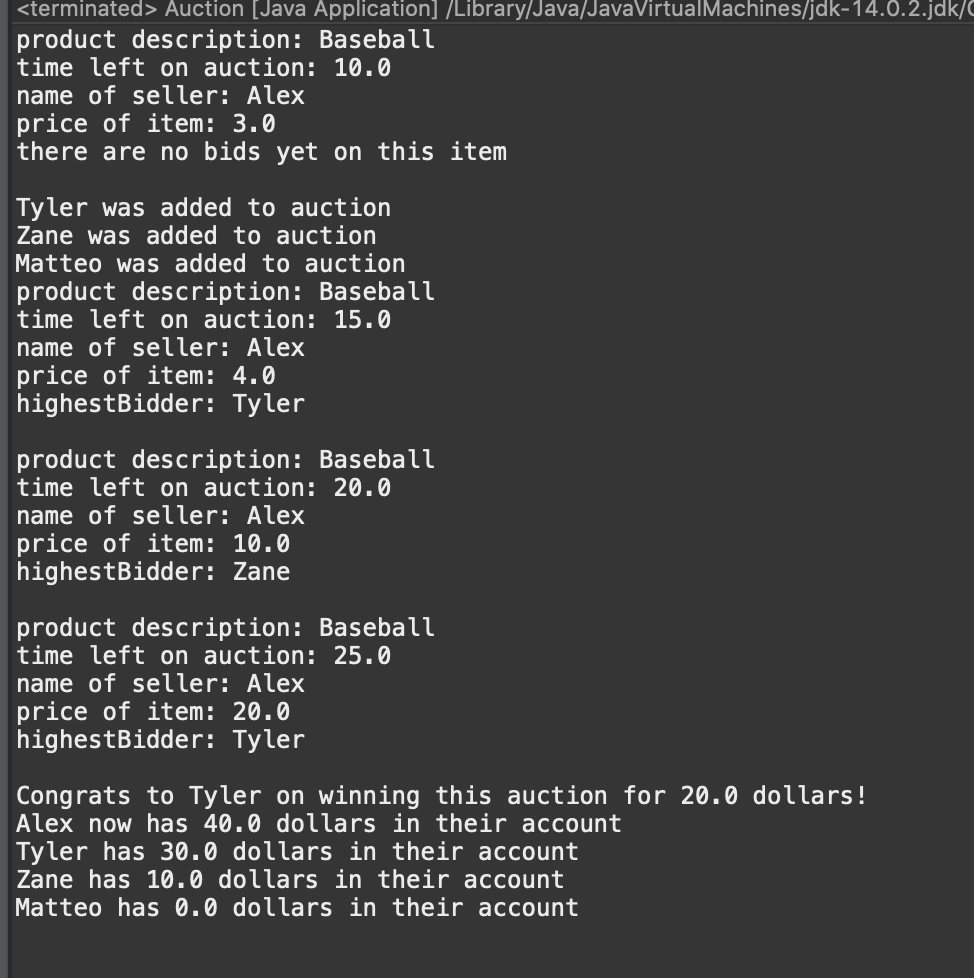 <terminated> Auction [Java Application] /Library/Java/JavaVirtualMachines/jdk-14.0.2.jdk/
product description: Baseball
time left on auction: 10.0
name of seller: Alex
price of item: 3.0
there are no bids yet on this item
Tyler was added to auction
Zane was added to auction
Matteo was added to auction
product description: Baseball
time left on auction: 15.0
name of seller: Alex
price of item: 4.0
highestBidder: Tyler
product description: Baseball
time left on auction: 20.0
name of seller: Alex
price of item: 10.0
highestBidder: Zane
product description: Baseball
time left on auction: 25.0
name of seller: Alex
price of item: 20.0
highestBidder: Tyler
Congrats to Tyler on winning this auction for 20.0 dollars!
Alex now has 40.0 dollars in their account
Tyler has 30.0 dollars in their account
Zane has 10.0 dollars in their account
Matteo has 0.0 dollars in their account